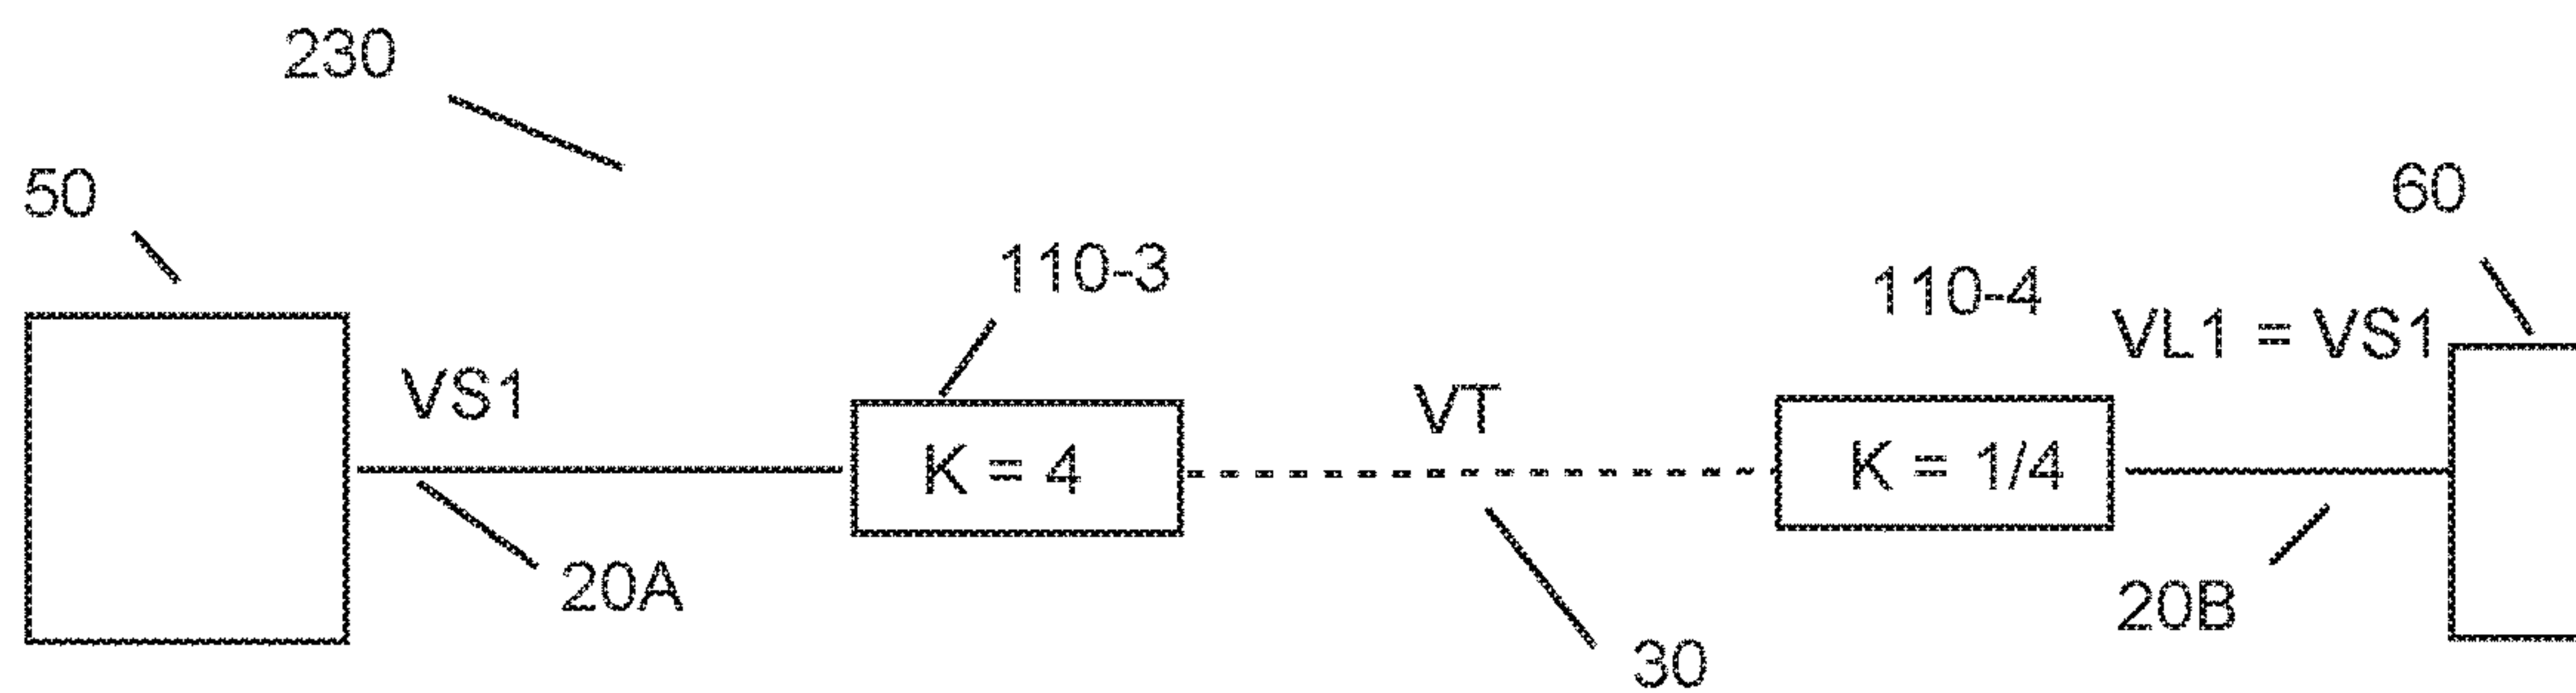 230
50
60
110-3
110-4
VL1 = VS1
VS1
VT
K = 4
K = 1/4
20A
20B
30